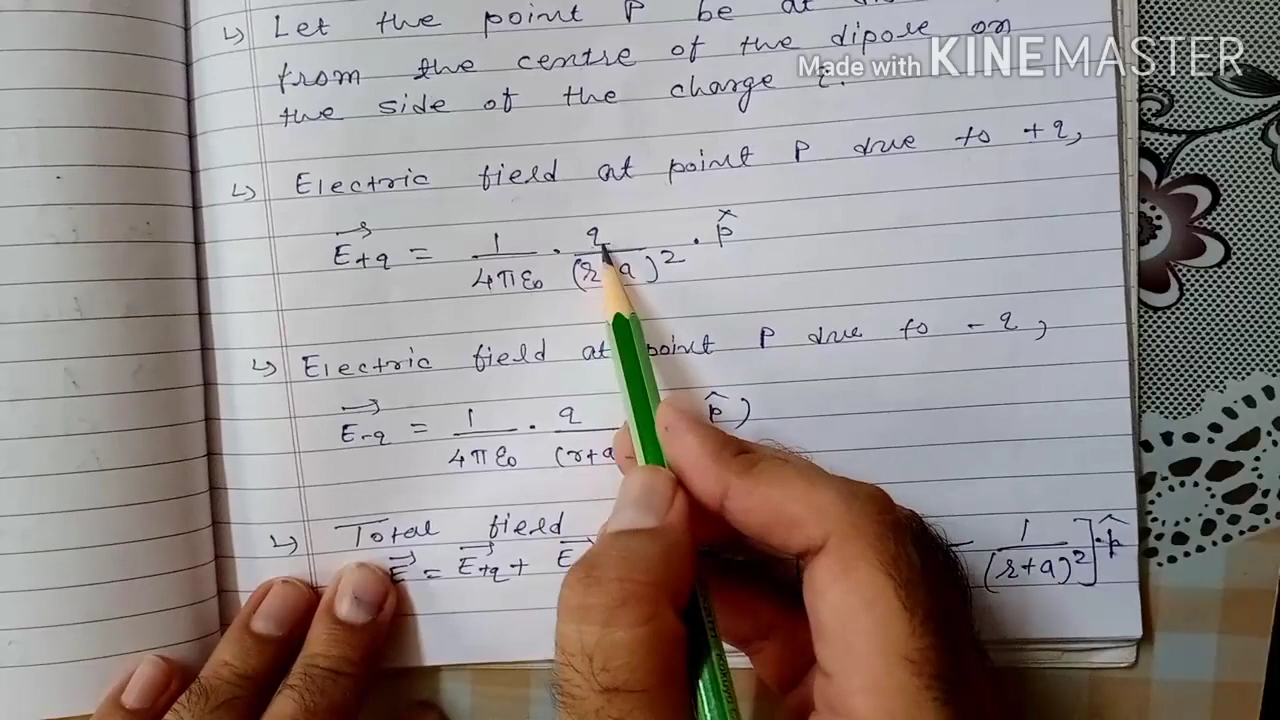 ↳ Let the point P be at
from the centre of the dipole on
Made with KINEMASTER
the side of the charge q.
↳ Electric field at point P due to +q,
E⃗+q = 1/4πε₀ · q/(r a)² · p̂
↳ Electric field at point P due to -q,
E⃗-q = 1/4πε₀ · q/(r+a p̂)
↳ Total field
E⃗ = E⃗+q + E⃗ - 1/(r+a)²] · p̂